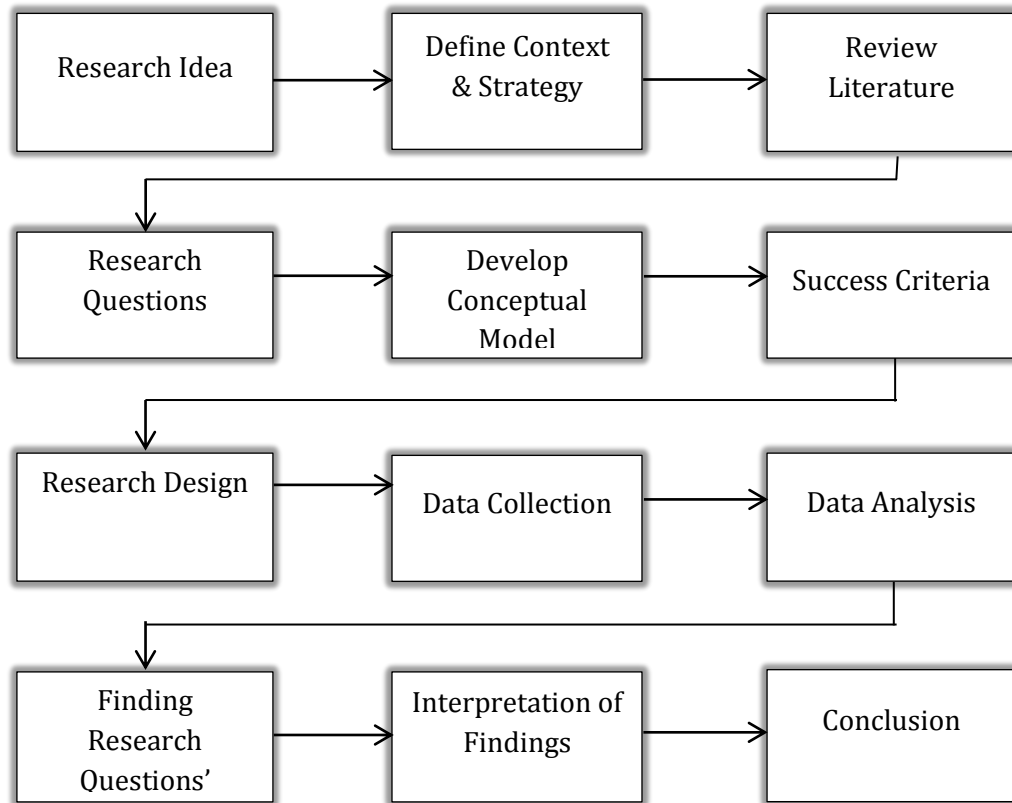 Research Idea
Define Context
& Strategy
Review
Literature
Research
Questions
Develop
Conceptual
Model
Success Criteria
Research Design
Data Collection
Data Analysis
Finding
Research
Questions’
Interpretation of
Findings
Conclusion